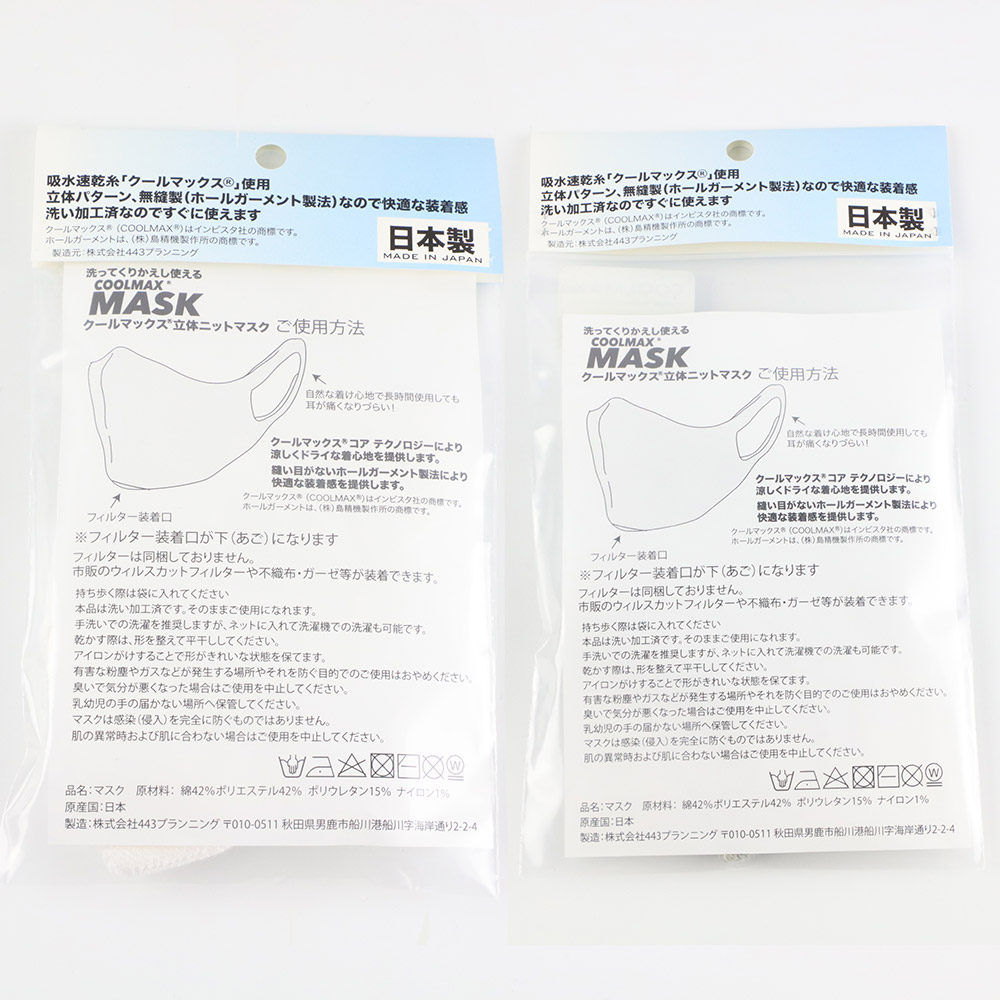 吸水速乾糸「クールマックス®」使用
立体パターン、無縫製(ホールガーメント製法)なので快適な装着感
洗い加工済なのですぐに使えます
クールマックス®(COOLMAX®)はインビスタ社の商標です。
ホールガーメントは、(株)島精機製作所の商標です。
製造元:株式会社443プランニング
日本製
MADE IN JAPAN
洗ってくりかえし使える
COOLMAX®
MASK
クールマックス®立体ニットマスク ご使用方法
自然な着け心地で長時間使用しても
耳が痛くなりづらい!
クールマックス®コア テクノロジーにより
涼しくドライな着心地を提供します。
縫い目がないホールガーメント製法により
快適な装着感を提供します。
クールマックス®(COOLMAX®)はインビスタ社の商標です。
ホールガーメントは、(株)島精機製作所の商標です。
フィルター装着口
※フィルター装着口が下(あご)になります
フィルターは同梱しておりません。
市販のウィルスカットフィルターや不織布・ガーゼ等が装着できます。
持ち歩く際は袋に入れてください
本品は洗い加工済です。そのままご使用になれます。
手洗いでの洗濯を推奨しますが、ネットに入れて洗濯機での洗濯も可能です。
乾かす際は、形を整えて平干ししてください。
アイロンがけすることで形がきれいな状態を保てます。
有害な粉塵やガスなどが発生する場所やそれを防ぐ目的でのご使用はおやめください。
臭いで気分が悪くなった場合はご使用を中止してください。
乳幼児の手の届かない場所へ保管してください。
マスクは感染(侵入)を完全に防ぐものではありません。
肌の異常時および肌に合わない場合はご使用を中止してください。
W
品名:マスク 原材料: 綿42%ポリエステル42% ポリウレタン15% ナイロン1%
原産国:日本
製造:株式会社443プランニング 〒010-0511 秋田県男鹿市船川港船川字海岸通り2-2-4
吸水速乾糸「クールマックス®」使用
立体パターン、無縫製(ホールガーメント製法)なので快適な装着感
洗い加工済なのですぐに使えます
クールマックス®(COOLMAX®)はインビスタ社の商標です。
ホールガーメントは、(株)島精機製作所の商標です。
製造元:株式会社443プランニング
日本製
MADE IN JAPAN
洗ってくりかえし使える
COOLMAX®
MASK
クールマックス®立体ニットマスク ご使用方法
自然な着け心地で長時間使用しても
耳が痛くなりづらい!
クールマックス®コア テクノロジーにより
涼しくドライな着心地を提供します。
縫い目がないホールガーメント製法により
快適な装着感を提供します。
クールマックス®(COOLMAX®)はインビスタ社の商標です。
ホールガーメントは、(株)島精機製作所の商標です。
フィルター装着口
※フィルター装着口が下(あご)になります
フィルターは同梱しておりません。
市販のウィルスカットフィルターや不織布・ガーゼ等が装着できます。
持ち歩く際は袋に入れてください
本品は洗い加工済です。そのままご使用になれます。
手洗いでの洗濯を推奨しますが、ネットに入れて洗濯機での洗濯も可能です。
乾かす際は、形を整えて平干ししてください。
アイロンがけすることで形がきれいな状態を保てます。
有害な粉塵やガスなどが発生する場所やそれを防ぐ目的でのご使用はおやめください。
臭いで気分が悪くなった場合はご使用を中止してください。
乳幼児の手の届かない場所へ保管してください。
マスクは感染(侵入)を完全に防ぐものではありません。
肌の異常時および肌に合わない場合はご使用を中止してください。
W
品名:マスク 原材料: 綿42%ポリエステル42% ポリウレタン15% ナイロン1%
原産国:日本
製造:株式会社443プランニング 〒010-0511 秋田県男鹿市船川港船川字海岸通り2-2-4